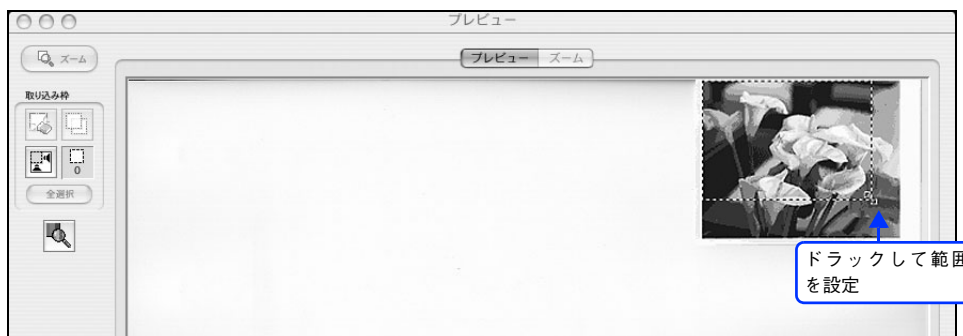 プレビュー
ズーム
プレビュー ズーム
取り込み枠
0
全選択
ドラックして範囲
を設定